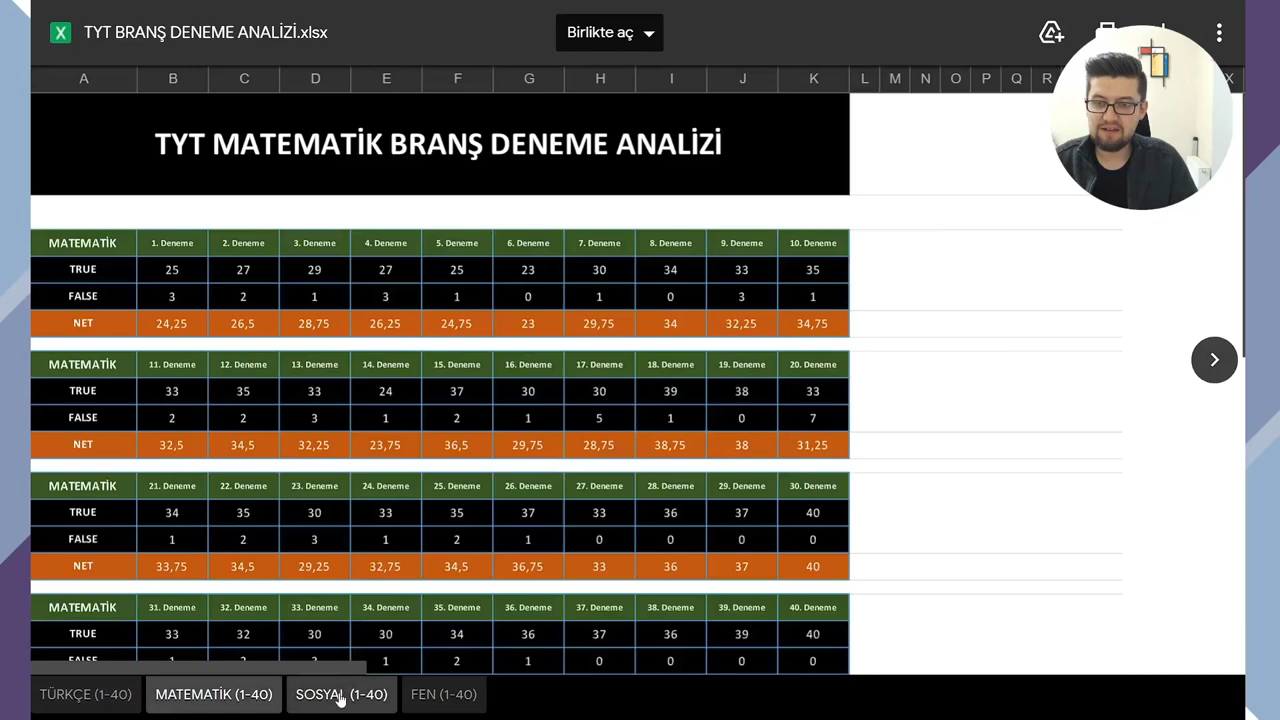 TYT BRANŞ DENEME ANALİZİ.xlsx
Birlikte aç
A B C D E F G H I J K L M N O P Q R X
TYT MATEMATİK BRANŞ DENEME ANALİZİ
MATEMATİK 1. Deneme 2. Deneme 3. Deneme 4. Deneme 5. Deneme 6. Deneme 7. Deneme 8. Deneme 9. Deneme 10. Deneme
TRUE 25 27 29 27 25 23 30 34 33 35
FALSE 3 2 1 3 1 0 1 0 3 1
NET 24,25 26,5 28,75 26,25 24,75 23 29,75 34 32,25 34,75
MATEMATİK 11. Deneme 12. Deneme 13. Deneme 14. Deneme 15. Deneme 16. Deneme 17. Deneme 18. Deneme 19. Deneme 20. Deneme
TRUE 33 35 33 24 37 30 30 39 38 33
FALSE 2 2 3 1 2 1 5 1 0 7
NET 32,5 34,5 32,25 23,75 36,5 29,75 28,75 38,75 38 31,25
MATEMATİK 21. Deneme 22. Deneme 23. Deneme 24. Deneme 25. Deneme 26. Deneme 27. Deneme 28. Deneme 29. Deneme 30. Deneme
TRUE 34 35 30 33 35 37 33 36 37 40
FALSE 1 2 3 1 2 1 0 0 0 0
NET 33,75 34,5 29,25 32,75 34,5 36,75 33 36 37 40
MATEMATİK 31. Deneme 32. Deneme 33. Deneme 34. Deneme 35. Deneme 36. Deneme 37. Deneme 38. Deneme 39. Deneme 40. Deneme
TRUE 33 32 30 30 34 36 37 36 39 40
FALSE 1 2 3 1 2 1 0 0 0 0
TÜRKÇE (1-40) MATEMATİK (1-40) SOSYAL (1-40) FEN (1-40)